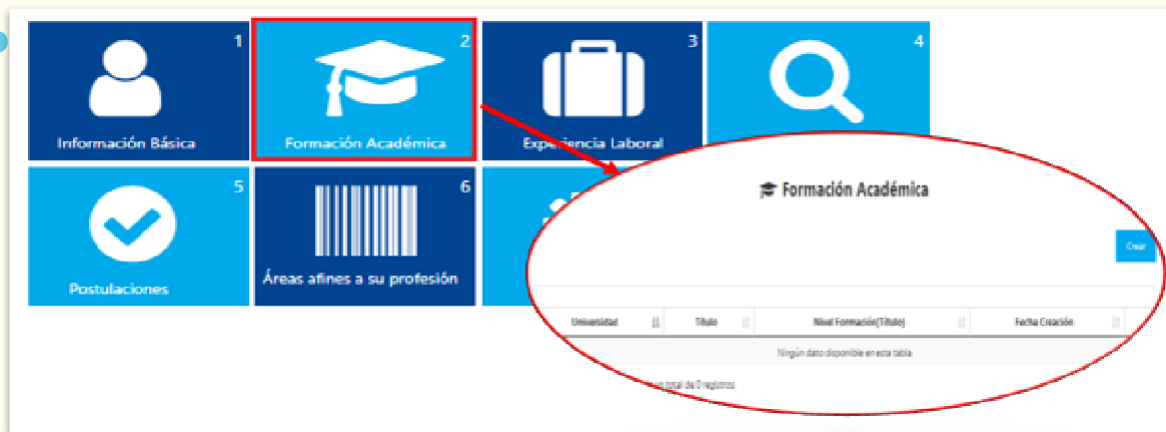 1
Información Básica
2
Formación Académica
3
Experiencia Laboral
4
5
Postulaciones
6
Áreas afines a su profesión
Formación Académica
Crear
Universidad
Título
Nivel Formación(Título)
Fecha Creación
Ningún dato disponible en esta tabla
un total de 0 registros